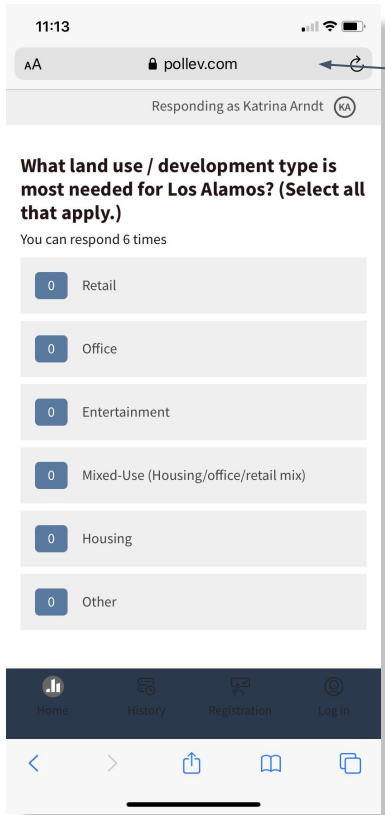 11:13
AA pollev.com
Responding as Katrina Arndt KA
What land use / development type is
most needed for Los Alamos? (Select all
that apply.)
You can respond 6 times
0 Retail
0 Office
0 Entertainment
0 Mixed-Use (Housing/office/retail mix)
0 Housing
0 Other
Home History Registration Log in